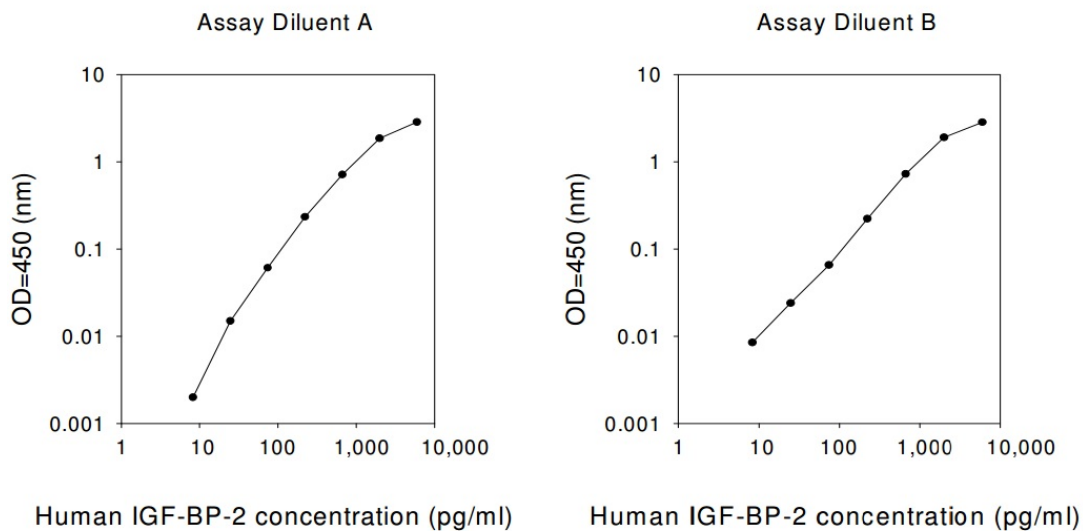 Assay Diluent A
10
1
0.1
0.01
0.001
OD=450 (nm)
1 10 100 1,000 10,000
Human IGF-BP-2 concentration (pg/ml)
Assay Diluent B
10
1
0.1
0.01
0.001
OD=450 (nm)
1 10 100 1,000 10,000
Human IGF-BP-2 concentration (pg/ml)